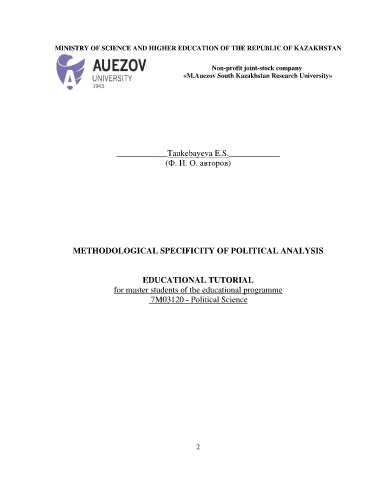 MINISTRY OF SCIENCE AND HIGHER EDUCATION OF THE REPUBLIC OF KAZAKHSTAN
AUEZOV
UNIVERSITY
1943
Non-profit joint-stock company
«M.Auezov South Kazakhstan Research University»
____________Taukebayeva E.S.____________
(Ф. И. О. авторов)
METHODOLOGICAL SPECIFICITY OF POLITICAL ANALYSIS
EDUCATIONAL TUTORIAL
for master students of the educational programme
7M03120 - Political Science
2